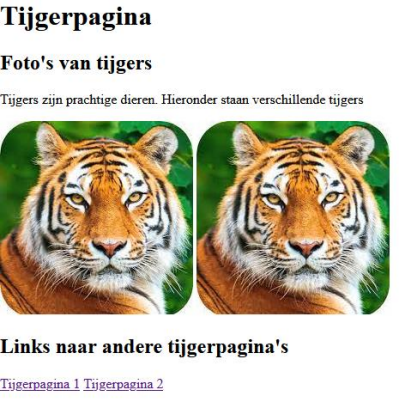 Tijgerpagina
Foto's van tijgers
Tijgers zijn prachtige dieren. Hieronder staan verschillende tijgers
Links naar andere tijgerpagina's
Tijgerpagina 1 Tijgerpagina 2